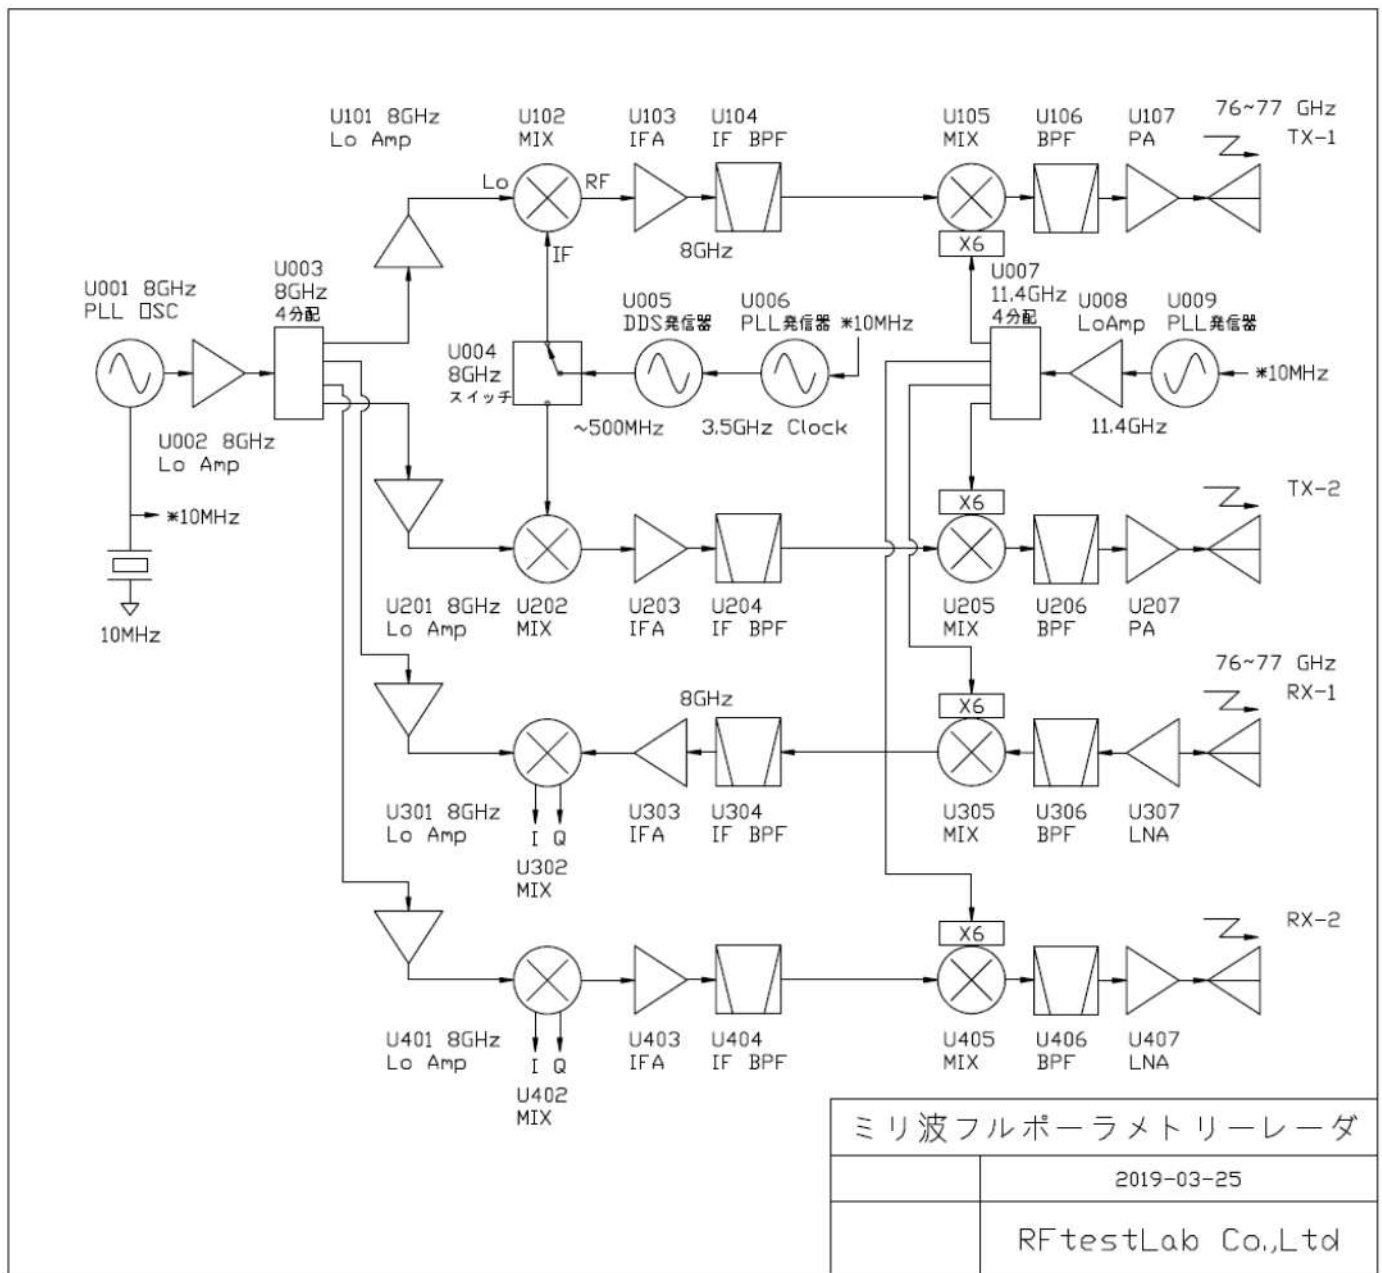 U101 8GHz
Lo Amp
U102
MIX
U103
IFA
U104
IF BPF
U105
MIX
U106
BPF
U107
PA
76~77 GHz
TX-1
Lo
RF
IF
8GHz
X6
U001 8GHz
PLL OSC
U003
8GHz
4分配
U004
8GHz
スイッチ
U005
DDS発信器
U006
PLL発信器
*10MHz
U007
11.4GHz
4分配
U008
LoAmp
U009
PLL発信器
*10MHz
U002 8GHz
Lo Amp
~500MHz
3.5GHz Clock
11.4GHz
*10MHz
10MHz
X6
TX-2
U201 8GHz
Lo Amp
U202
MIX
U203
IFA
U204
IF BPF
U205
MIX
U206
BPF
U207
PA
76~77 GHz
RX-1
8GHz
X6
U301 8GHz
Lo Amp
I Q
U302
MIX
U303
IFA
U304
IF BPF
U305
MIX
U306
BPF
U307
LNA
X6
RX-2
U401 8GHz
Lo Amp
I Q
U402
MIX
U403
IFA
U404
IF BPF
U405
MIX
U406
BPF
U407
LNA
ミリ波フルポーラメトリーレーダ
2019-03-25
RFtestLab Co.,Ltd